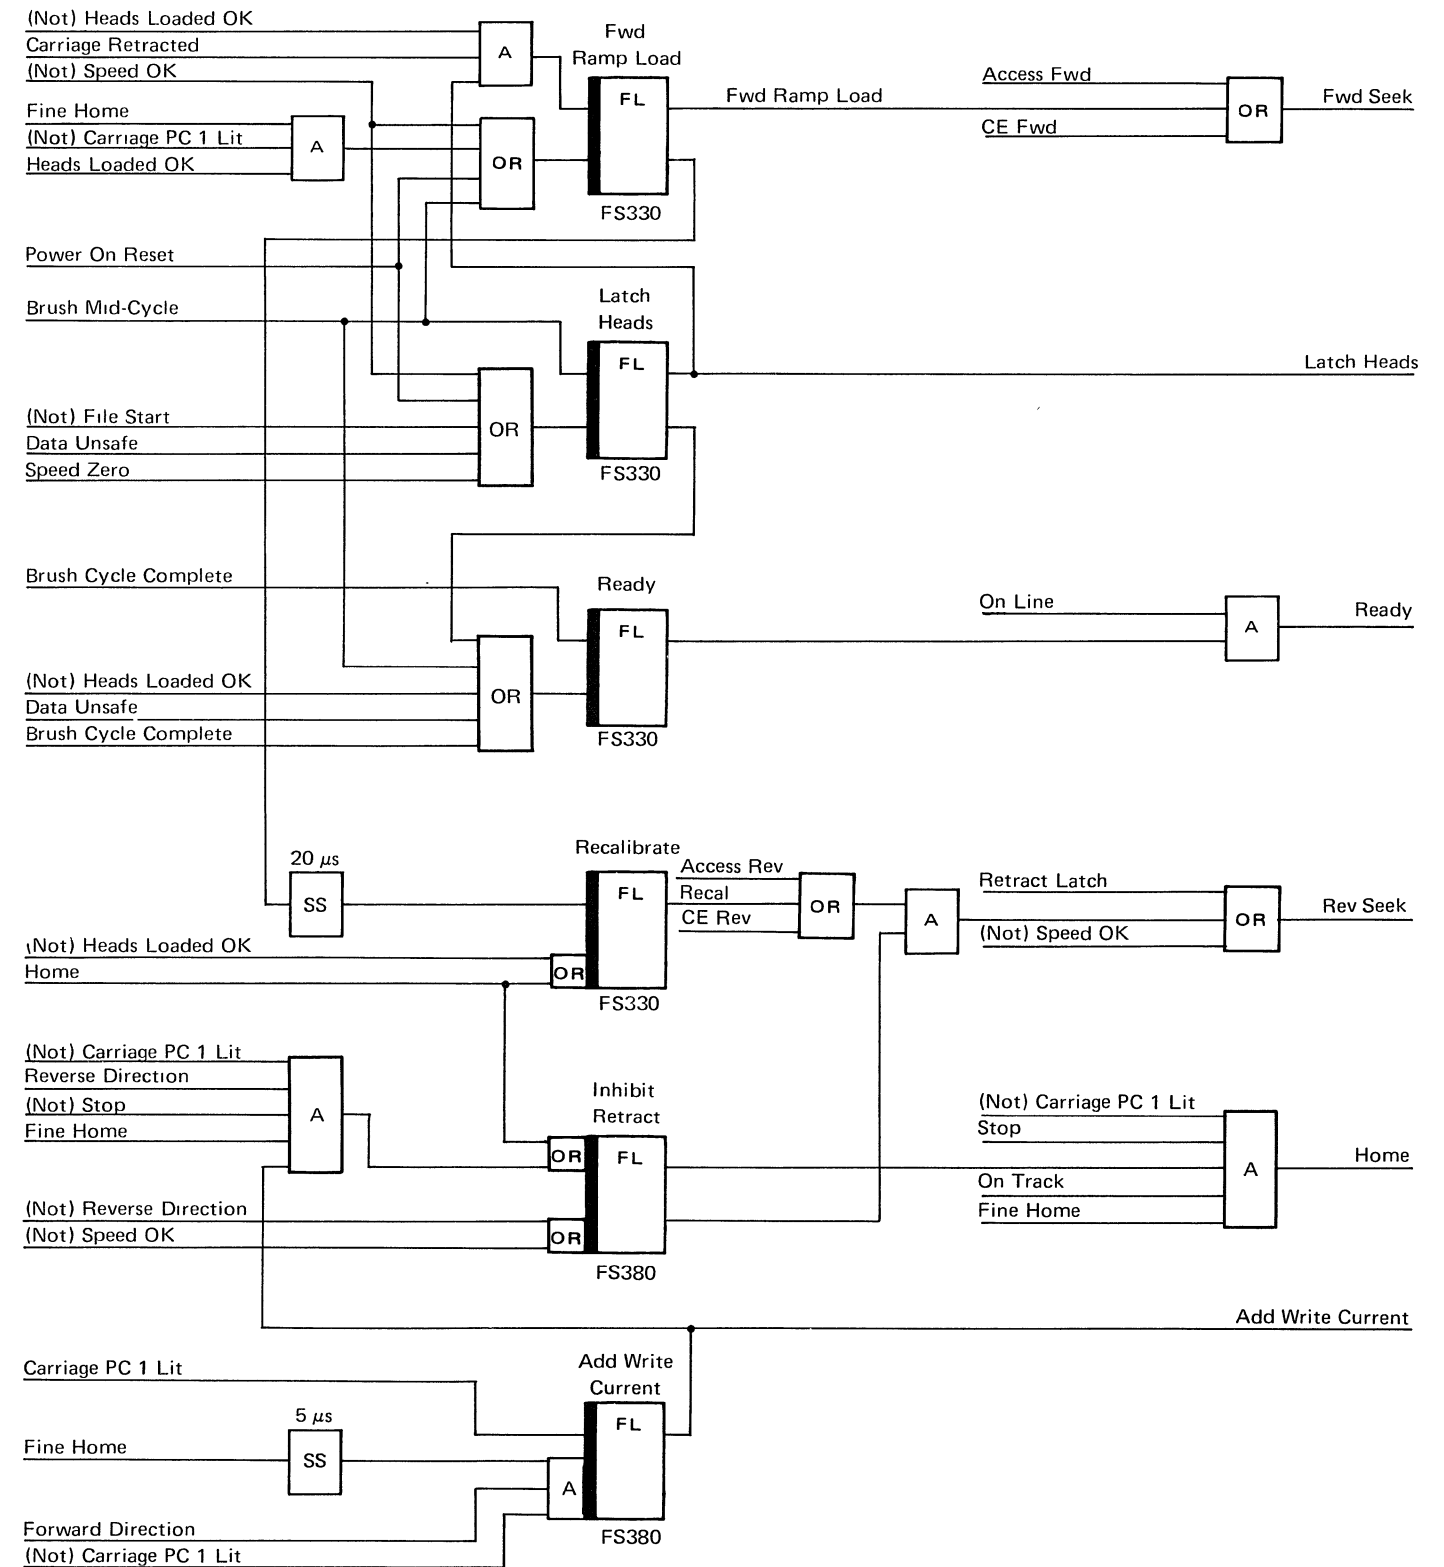 (Not) Heads Loaded OK
Carriage Retracted
(Not) Speed OK
A
Fwd
Ramp Load
FL
Fwd Ramp Load
Access Fwd
CE Fwd
OR
Fwd Seek
Fine Home
(Not) Carriage PC 1 Lit
Heads Loaded OK
A
OR
FS330
Power On Reset
Brush Mid-Cycle
Latch
Heads
FL
Latch Heads
(Not) File Start
Data Unsafe
Speed Zero
OR
FS330
Brush Cycle Complete
Ready
FL
On Line
A
Ready
(Not) Heads Loaded OK
Data Unsafe
Brush Cycle Complete
OR
FS330
20 μs
SS
Recalibrate
FL
Access Rev
Recal
CE Rev
OR
A
Retract Latch
(Not) Speed OK
OR
Rev Seek
(Not) Heads Loaded OK
Home
OR
FS330
(Not) Carriage PC 1 Lit
Reverse Direction
(Not) Stop
Fine Home
A
Inhibit
Retract
OR
FL
(Not) Carriage PC 1 Lit
Stop
On Track
Fine Home
A
Home
(Not) Reverse Direction
(Not) Speed OK
OR
FS380
Add Write Current
Carriage PC 1 Lit
Add Write
Current
FL
5 μs
Fine Home
SS
A
Forward Direction
(Not) Carriage PC 1 Lit
FS380